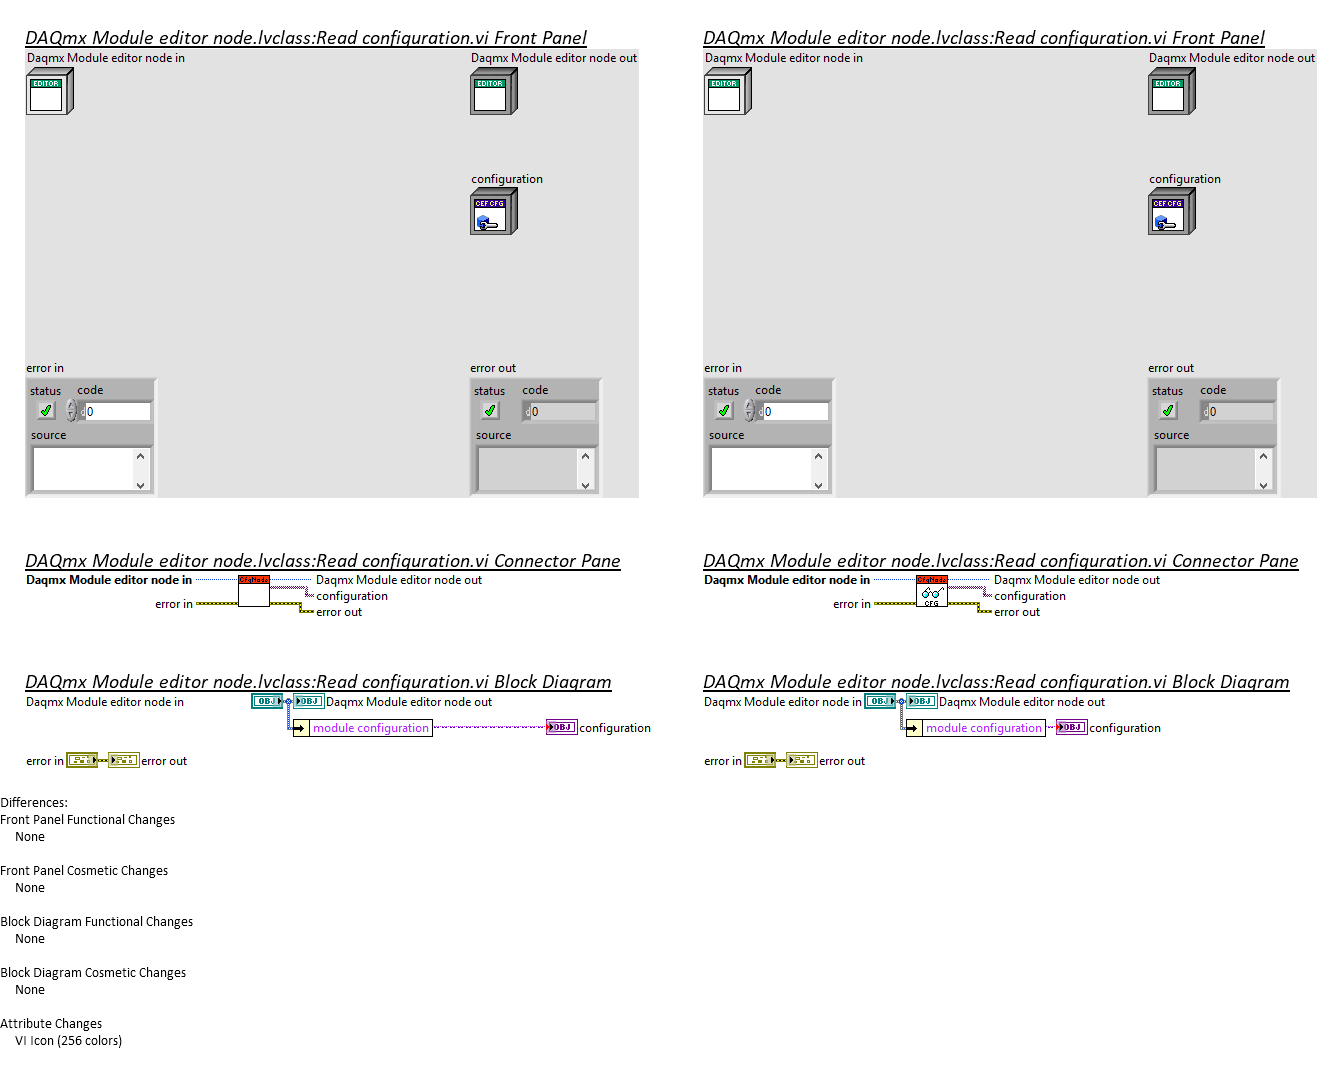 DAQmx Module editor node.lvclass:Read configuration.vi Front Panel
Daqmx Module editor node in
Daqmx Module editor node out
EDITOR
EDITOR
configuration
CEF CFG
error in
error out
status code
status code
d 0
d 0
source
source
DAQmx Module editor node.lvclass:Read configuration.vi Connector Pane
Daqmx Module editor node in
CfgNode
Daqmx Module editor node out
configuration
error in
error out
DAQmx Module editor node.lvclass:Read configuration.vi Block Diagram
Daqmx Module editor node in
OBJ
OBJ
Daqmx Module editor node out
module configuration
OBJ
configuration
error in
error out
DAQmx Module editor node.lvclass:Read configuration.vi Front Panel
Daqmx Module editor node in
Daqmx Module editor node out
EDITOR
EDITOR
configuration
CEF CFG
error in
error out
status code
status code
d 0
d 0
source
source
DAQmx Module editor node.lvclass:Read configuration.vi Connector Pane
Daqmx Module editor node in
CfgNode
CFG
Daqmx Module editor node out
configuration
error in
error out
DAQmx Module editor node.lvclass:Read configuration.vi Block Diagram
Daqmx Module editor node in
OBJ
OBJ
Daqmx Module editor node out
module configuration
OBJ
configuration
error in
error out
Differences:
Front Panel Functional Changes
None
Front Panel Cosmetic Changes
None
Block Diagram Functional Changes
None
Block Diagram Cosmetic Changes
None
Attribute Changes
VI Icon (256 colors)